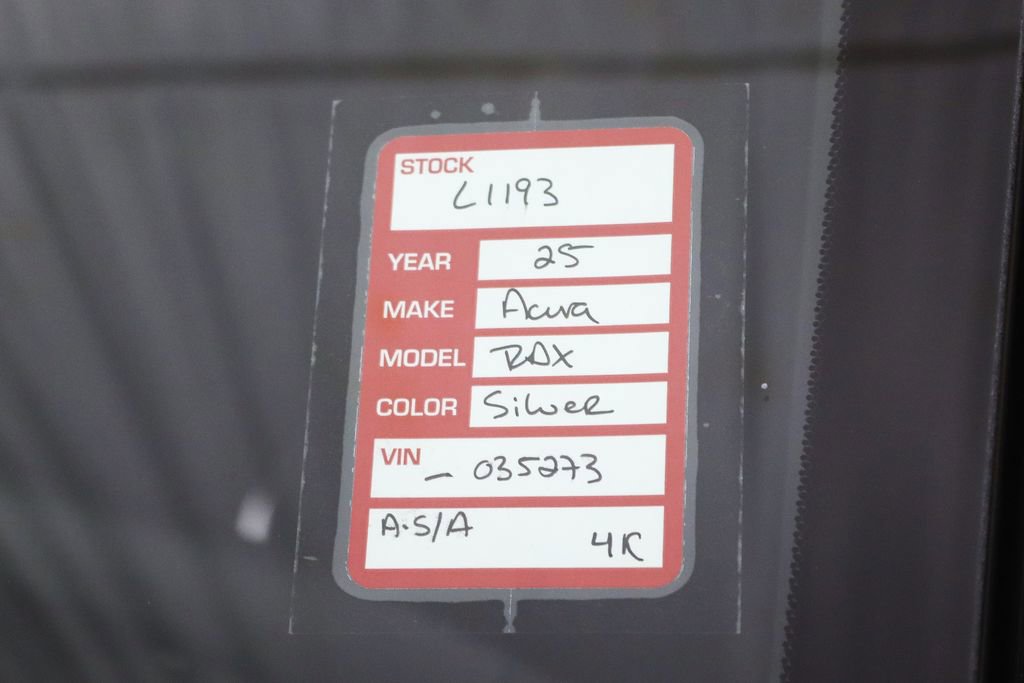 STOCK
L1193
YEAR 25
MAKE Acura
MODEL RDX
COLOR Silver
VIN - 035273
A-S/A
4K